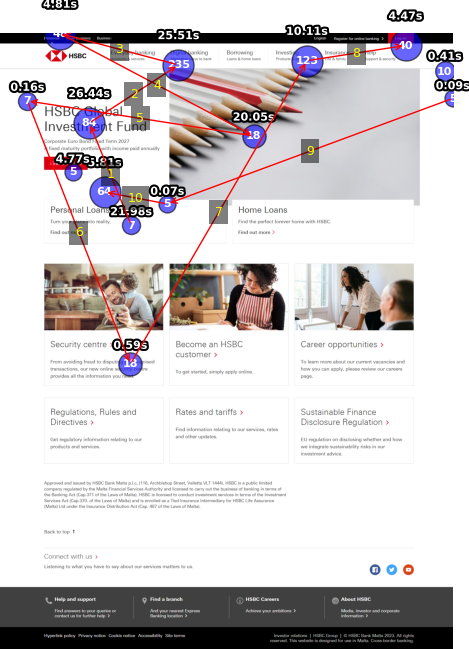 4.81s
4.47s
25.51s
10.11s
English
Register for online banking
Business
48
3
40
HSBC
banking
banking
Borrowing
Loans & home loans
235
123
8
0.41s
10
0.16s
26.44s
2
4
0.09s
5
7
HSBC Global
Investment Fund
84
5
20.05s
18
Corporate Euro Bond Fixed Term 2027
A fixed maturity portfolio with income paid annually
9
4.77s
3.81s
5
1
64
10
0.07s
5
21.98s
7
7
6
Personal Loans
Home Loans
Find the perfect forever home with HSBC.
Find out more >
0.59s
18
Security centre
Become an HSBC
customer >
Career opportunities >
From avoiding fraud to
transactions, our new online
provides all the information you
To get started, simply apply online.
To learn more about our current vacancies and
how you can apply, please review our careers
page.
Regulations, Rules and
Directives >
Rates and tariffs >
Sustainable Finance
Disclosure Regulation >
Get regulatory information relating to our
products and services.
Find information relating to our services, rates
and other updates.
EU regulation on disclosing whether and how
we integrate sustainability risks in our
investment advice.
Approved and issued by HSBC Bank Malta p.l.c. (116, Archbishop Street, Valletta VLT 1444). HSBC is a public limited
company regulated by the Malta Financial Services Authority and licensed to carry out the business of banking in terms of
the Banking Act (Cap.371 of the Laws of Malta). HSBC is licensed to conduct investment services in terms of the Investment
Services Act (Cap.370. of the Laws of Malta) and is enrolled as a Tied Insurance Intermediary for HSBC Life Assurance
(Malta) Ltd under the Insurance Distribution Act (Cap. 487 of the Laws of Malta).
Back to top
Connect with us >
Listening to what you have to say about our services matters to us.
Help and support
Find answers to your queries or
contact us for further help >
Find a branch
And your nearest Express
Banking location >
HSBC Careers
Achieve your ambitions >
About HSBC
Media, investor and corporate
information >
Hyperlink policy Privacy notice Cookie notice Accessibility Site terms
Investor relations | HSBC Group | © HSBC Bank Malta 2023. All rights
reserved. This website is designed for use in Malta. Cross-border banking.